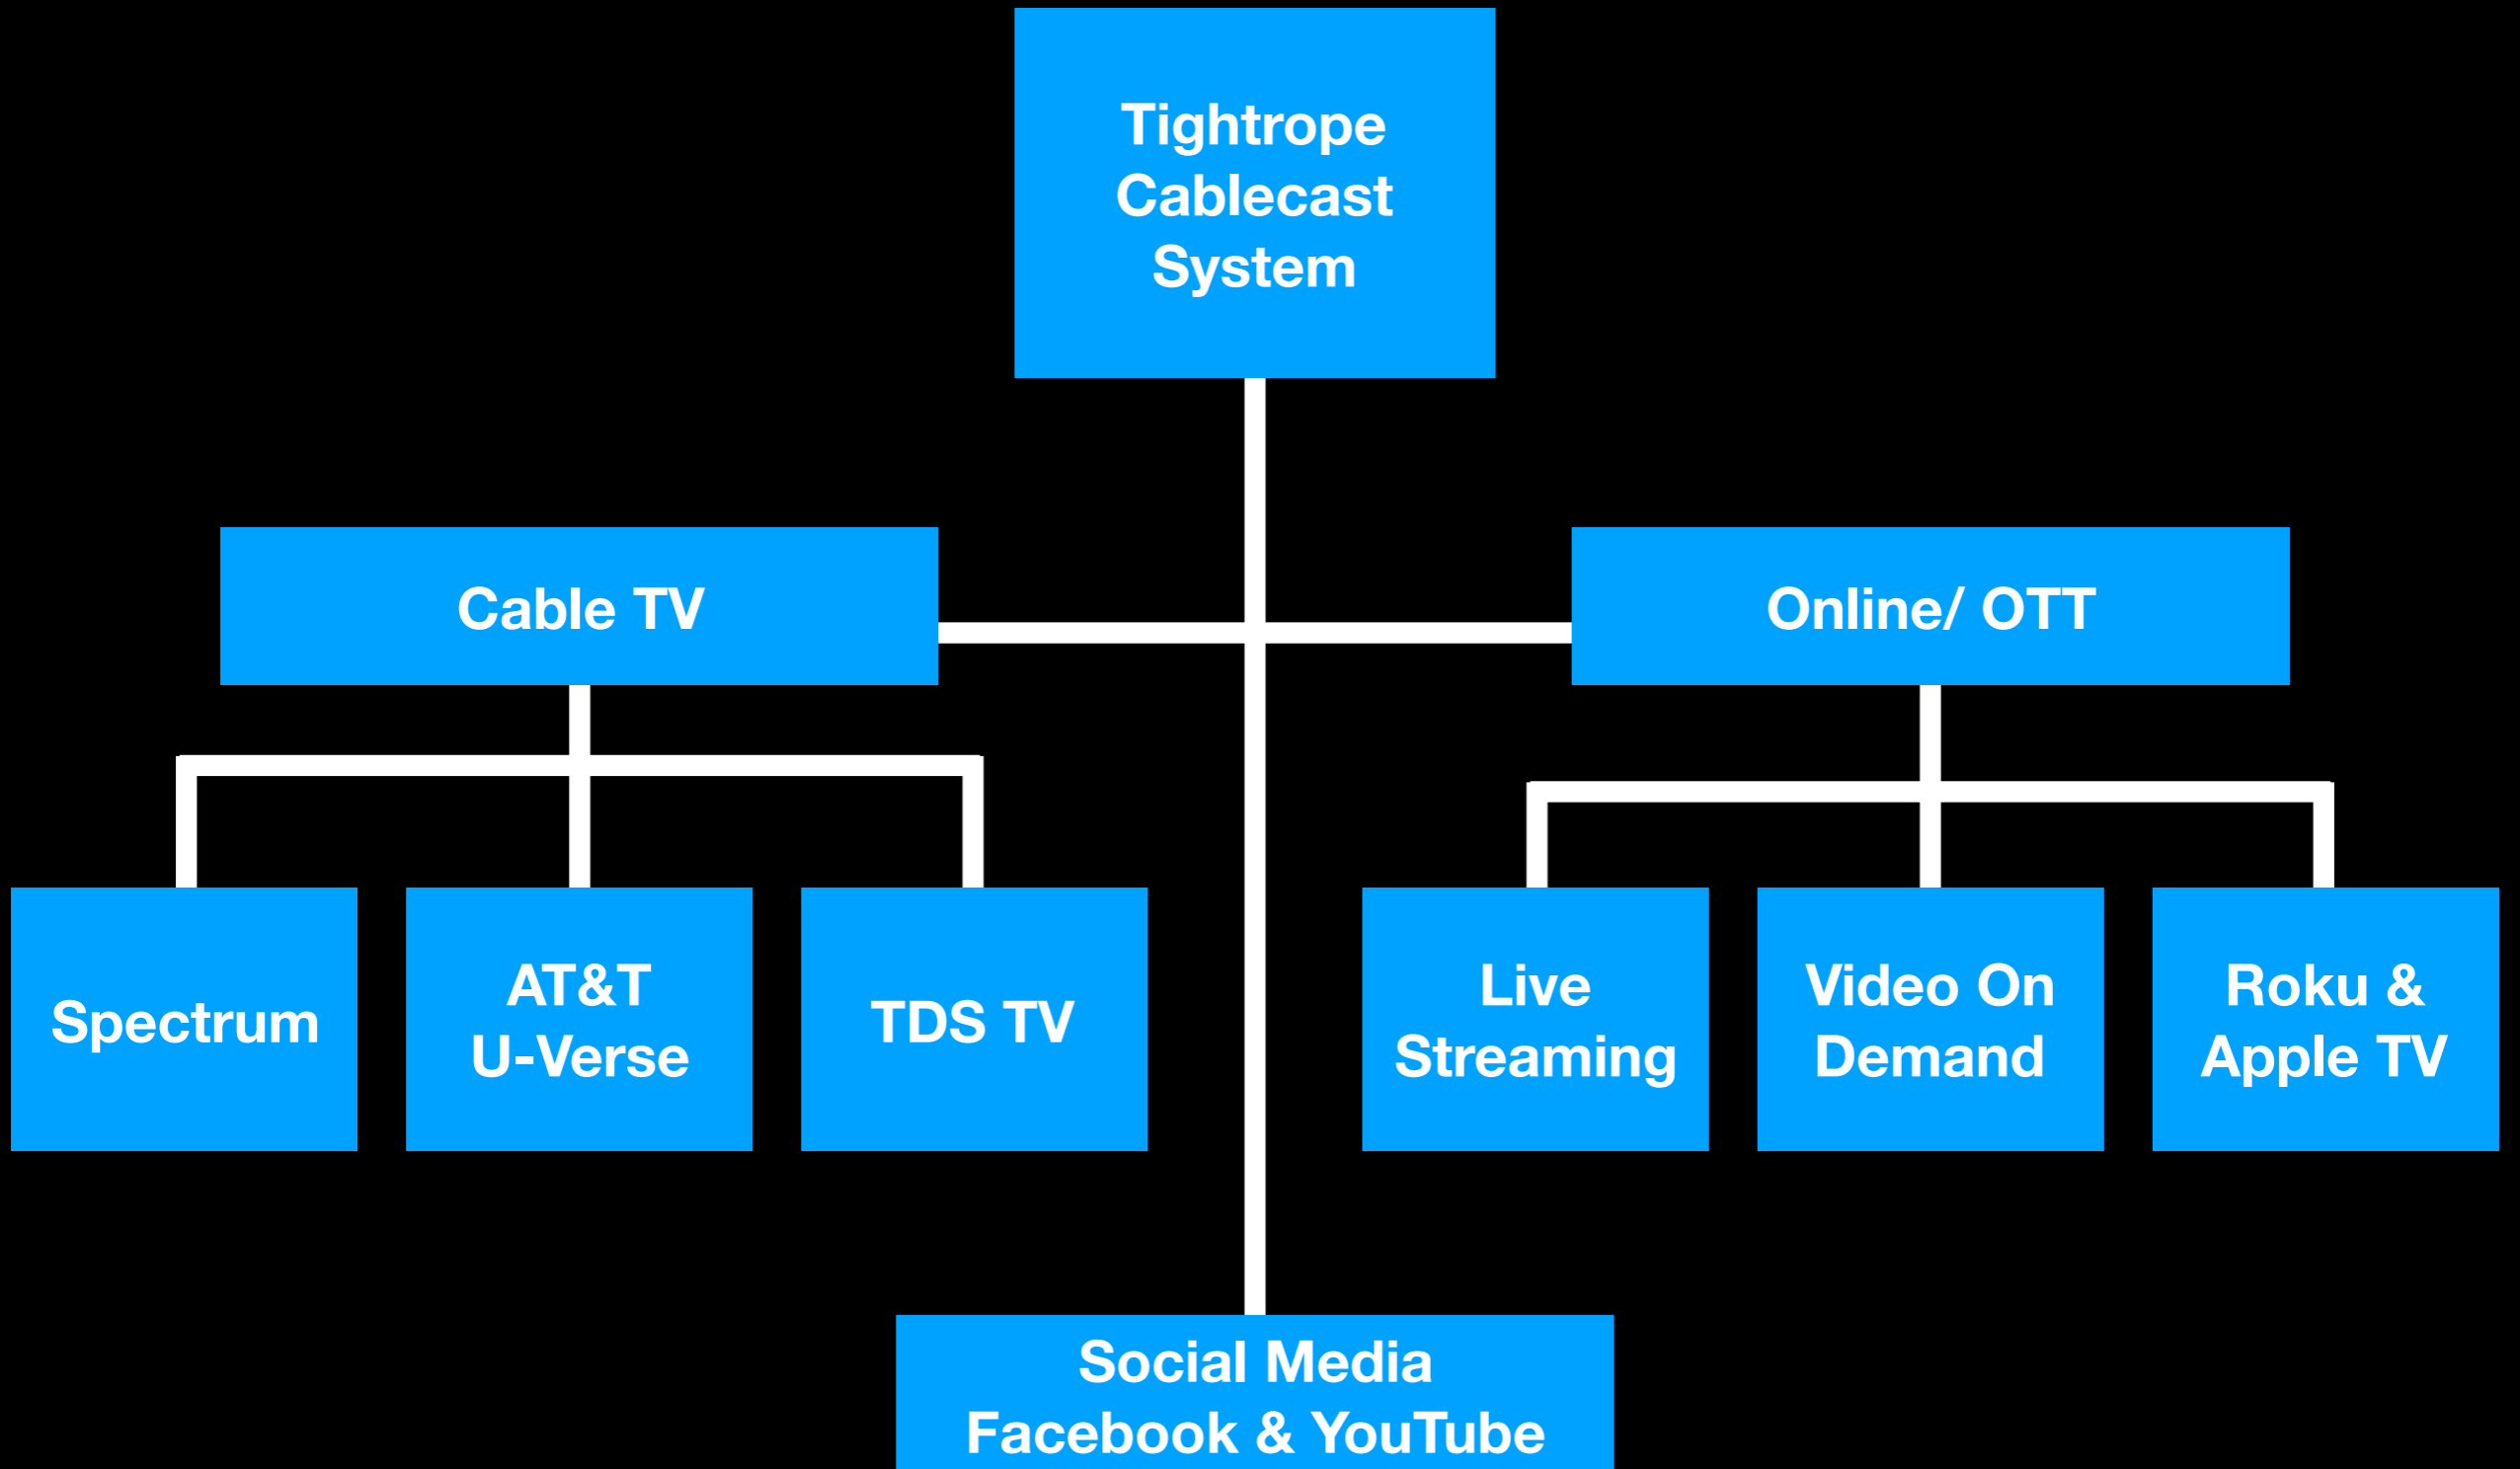 Tightrope
Cablecast
System
Cable TV
Online/ OTT
Spectrum
AT&T
U-Verse
TDS TV
Live
Streaming
Video On
Demand
Roku &
Apple TV
Social Media
Facebook & YouTube